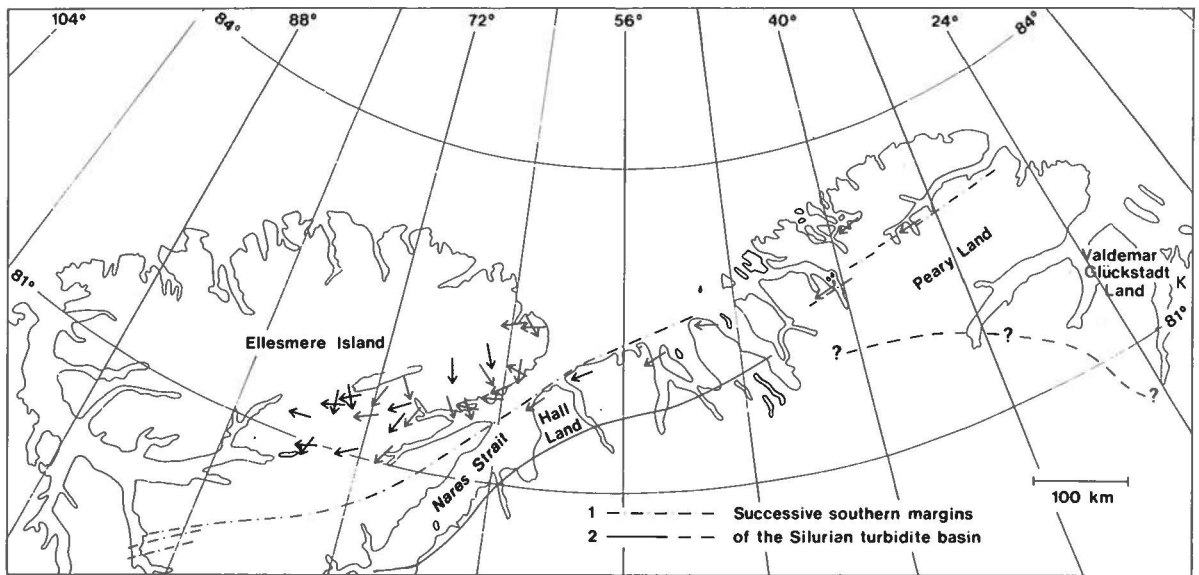 104°
84°
88°
72°
56°
40°
24°
84°
81°
Ellesmere Island
Nares Strait
Hall
Land
Peary Land
Valdemar
Glückstadt
Land
K
81°
?
?
?
100 km
1 Successive southern margins
2 of the Silurian turbidite basin